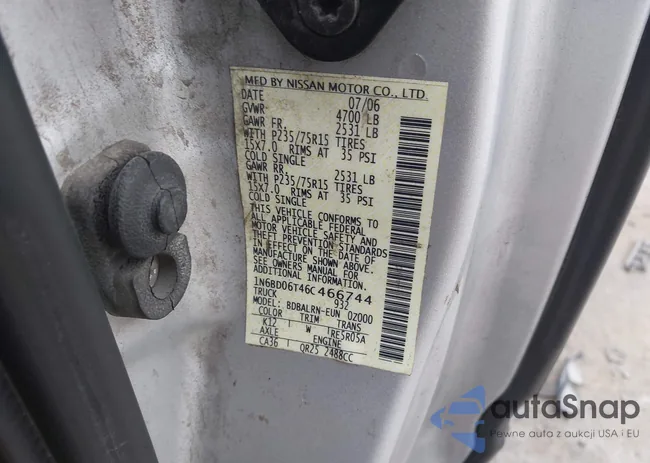 MFD BY NISSAN MOTOR CO., LTD.
DATE 07/06
GVWR 4700 LB
GAWR FR. 2531 LB
WITH P235/75R15 TIRES
15X7.0 RIMS AT 35 PSI
COLD SINGLE
GAWR RR. 2531 LB
WITH P235/75R15 TIRES
15X7.0 RIMS AT 35 PSI
COLD SINGLE
THIS VEHICLE CONFORMS TO
ALL APPLICABLE FEDERAL
MOTOR VEHICLE SAFETY AND
THEFT PREVENTION STANDARDS
IN EFFECT ON THE DATE OF
MANUFACTURE SHOWN ABOVE.
SEE OWNERS MANUAL FOR
ADDITIONAL INFORMATION.
1N6BD06T46C466744
TRUCK 932
MODEL: BDBALRN-EUN 02000
COLOR TRIM TRANS
K12 W RE5R05A
AXLE ENGINE
CA36 QR25 2488CC
autaSnap
Pewne auta z aukcji USA i EU